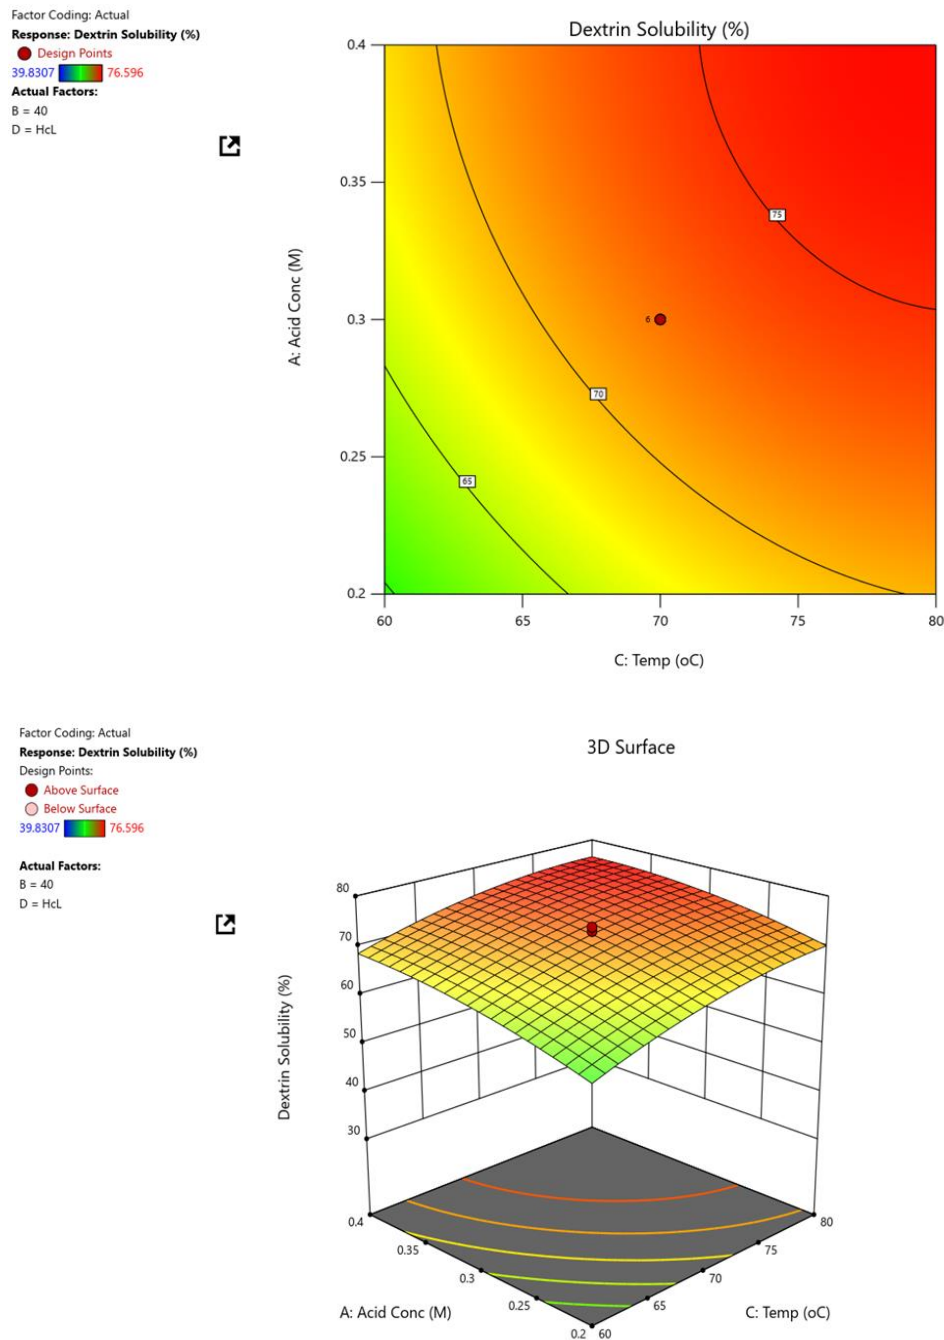 Factor Coding: Actual
Response: Dextrin Solubility (%)
Design Points
39.8307 76.596
Actual Factors:
B = 40
D = HcL
Dextrin Solubility (%)
0.4
0.35
0.3
0.25
0.2
A: Acid Conc (M)
75
6
70
65
60 65 70 75 80
C: Temp (oC)
Factor Coding: Actual
Response: Dextrin Solubility (%)
Design Points:
Above Surface
Below Surface
39.8307 76.596
Actual Factors:
B = 40
D = HcL
3D Surface
80
70
60
50
40
30
Dextrin Solubility (%)
0.4
0.35
0.3
0.25
0.2
A: Acid Conc (M)
60
65
70
75
80
C: Temp (oC)